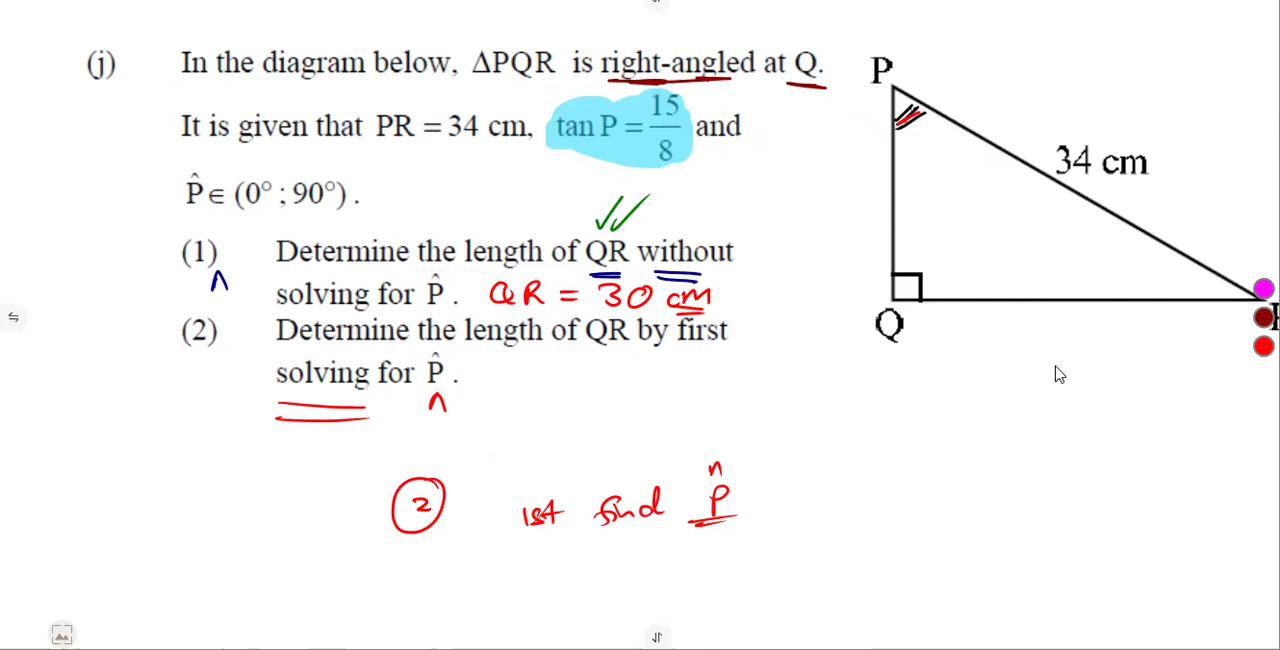 (j) In the diagram below, ΔPQR is right-angled at Q.
It is given that PR = 34 cm, tan P = 15/8 and
P̂ ∈ (0° ; 90°).
(1) Determine the length of QR without
solving for P̂. QR = 30 cm
(2) Determine the length of QR by first
solving for P̂.
P
34 cm
Q
2 1st find P̂